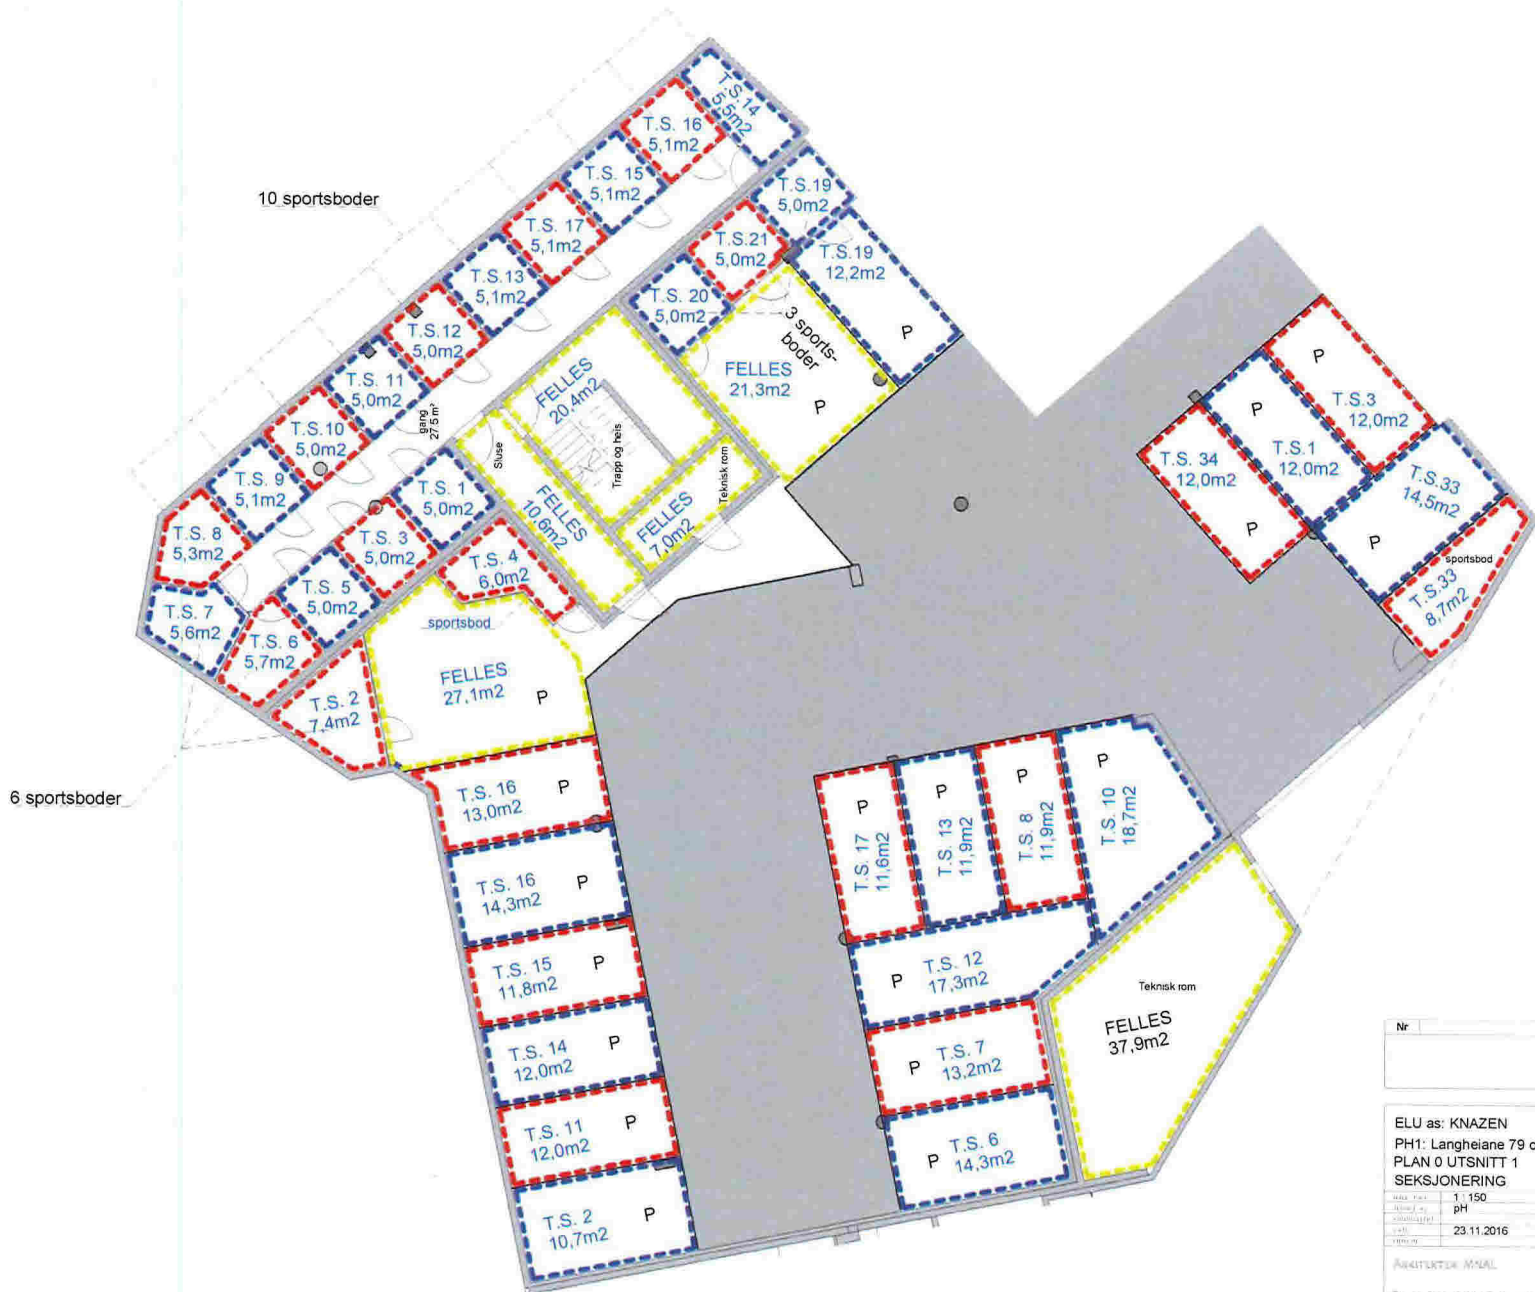 10 sportsboder
T.S.14
5,5m2
T.S. 16
5,1m2
T.S. 15
5,1m2
T.S. 17
5,1m2
T.S.13
5,1m2
T.S.12
5,0m2
T.S. 11
5,0m2
T.S.10
5,0m2
T.S. 9
5,1m2
T.S. 8
5,3m2
T.S. 7
5,6m2
T.S. 6
5,7m2
T.S. 5
5,0m2
T.S. 3
5,0m2
T.S. 1
5,0m2
gang
27.5 m²
T.S.19
5,0m2
T.S.21
5,0m2
T.S. 20
5,0m2
T.S.19
12,2m2
P
3 sports-
boder
FELLES
21,3m2
P
FELLES
20,4m2
Trapp og heis
Sluse
FELLES
10,6m2
Teknisk rom
FELLES
7,0m2
T.S. 4
6,0m2
sportsbod
FELLES
27,1m2
P
T.S. 2
7,4m2
6 sportsboder
T.S. 16
13,0m2
P
T.S. 16
14,3m2
P
T.S. 15
11,8m2
P
T.S. 14
12,0m2
P
T.S. 11
12,0m2
P
T.S. 2
10,7m2
P
P
T.S. 3
12,0m2
P
T.S.1
12,0m2
T.S. 34
12,0m2
P
T.S.33
14,5m2
P
sportsbod
T.S.33
8,7m2
P
T.S. 17
11,6m2
P
T.S. 13
11,9m2
P
T.S. 8
11,9m2
P
T.S. 10
18,7m2
P
T.S. 12
17,3m2
P
T.S. 7
13,2m2
P
T.S. 6
14,3m2
Teknisk rom
FELLES
37,9m2
Nr
ELU as: KNAZEN
PH1: Langheiane 79
PLAN 0 UTSNITT 1
SEKSJONERING
1:150
pH
23.11.2016
ARKITEKTER MNAL